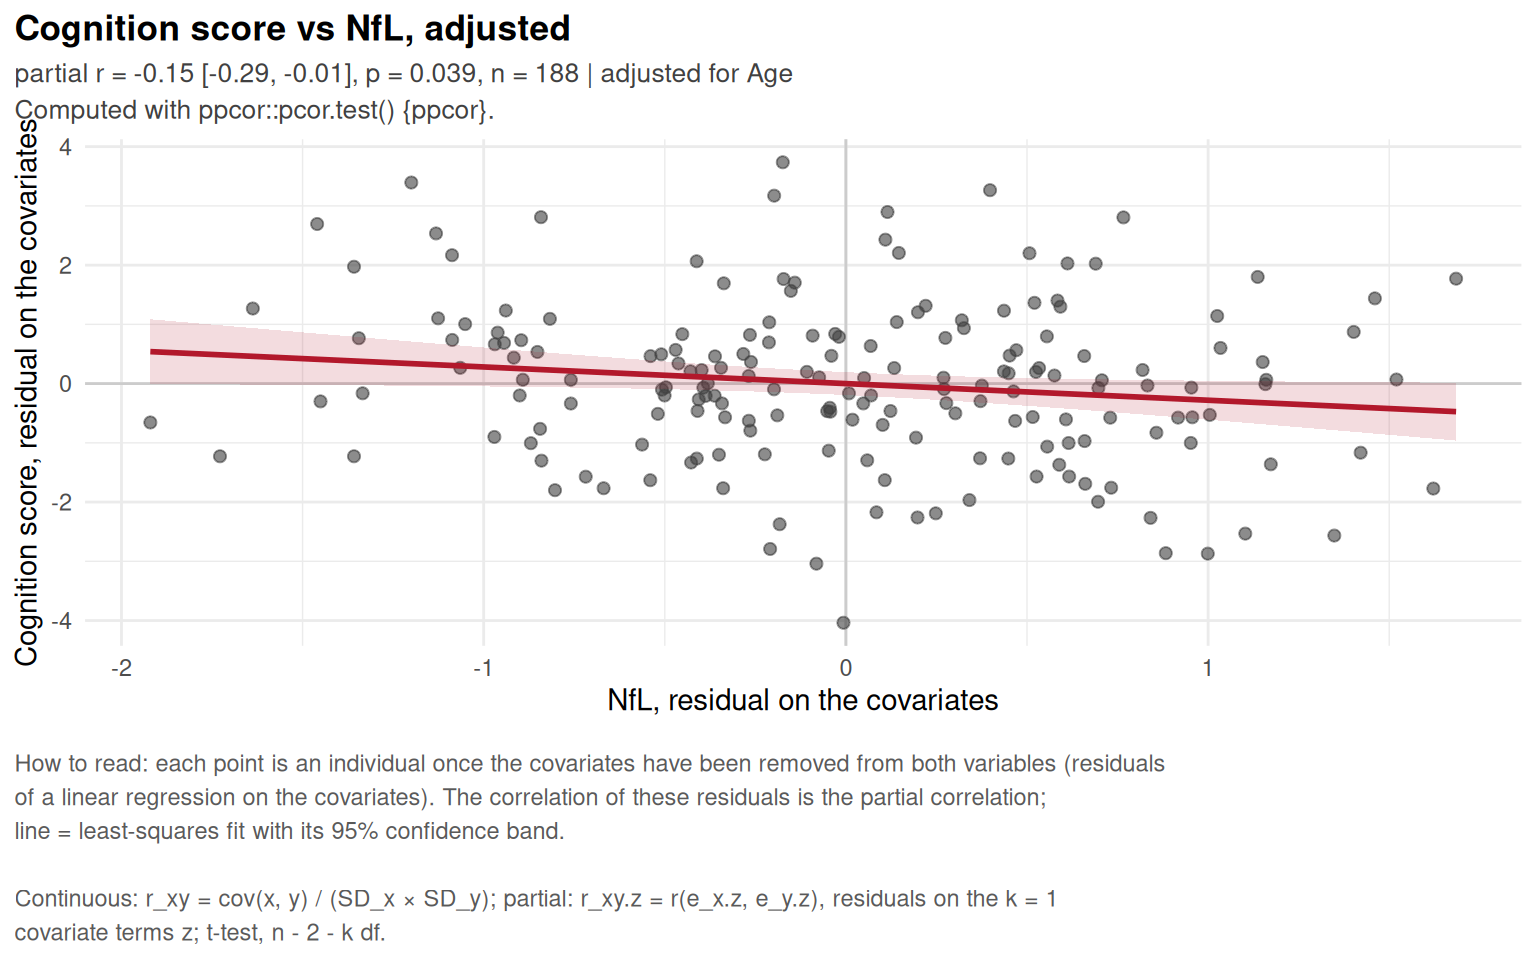 Cognition score vs NfL, adjusted
partial r = -0.15 [-0.29, -0.01], p = 0.039, n = 188 | adjusted for Age
Computed with ppcor::pcor.test() {ppcor}.
Cognition score, residual on the covariates
4
2
0
-2
-4
-2
-1
0
1
NfL, residual on the covariates
How to read: each point is an individual once the covariates have been removed from both variables (residuals
of a linear regression on the covariates). The correlation of these residuals is the partial correlation;
line = least-squares fit with its 95% confidence band.
Continuous: r_xy = cov(x, y) / (SD_x × SD_y); partial: r_xy.z = r(e_x.z, e_y.z), residuals on the k = 1
covariate terms z; t-test, n - 2 - k df.